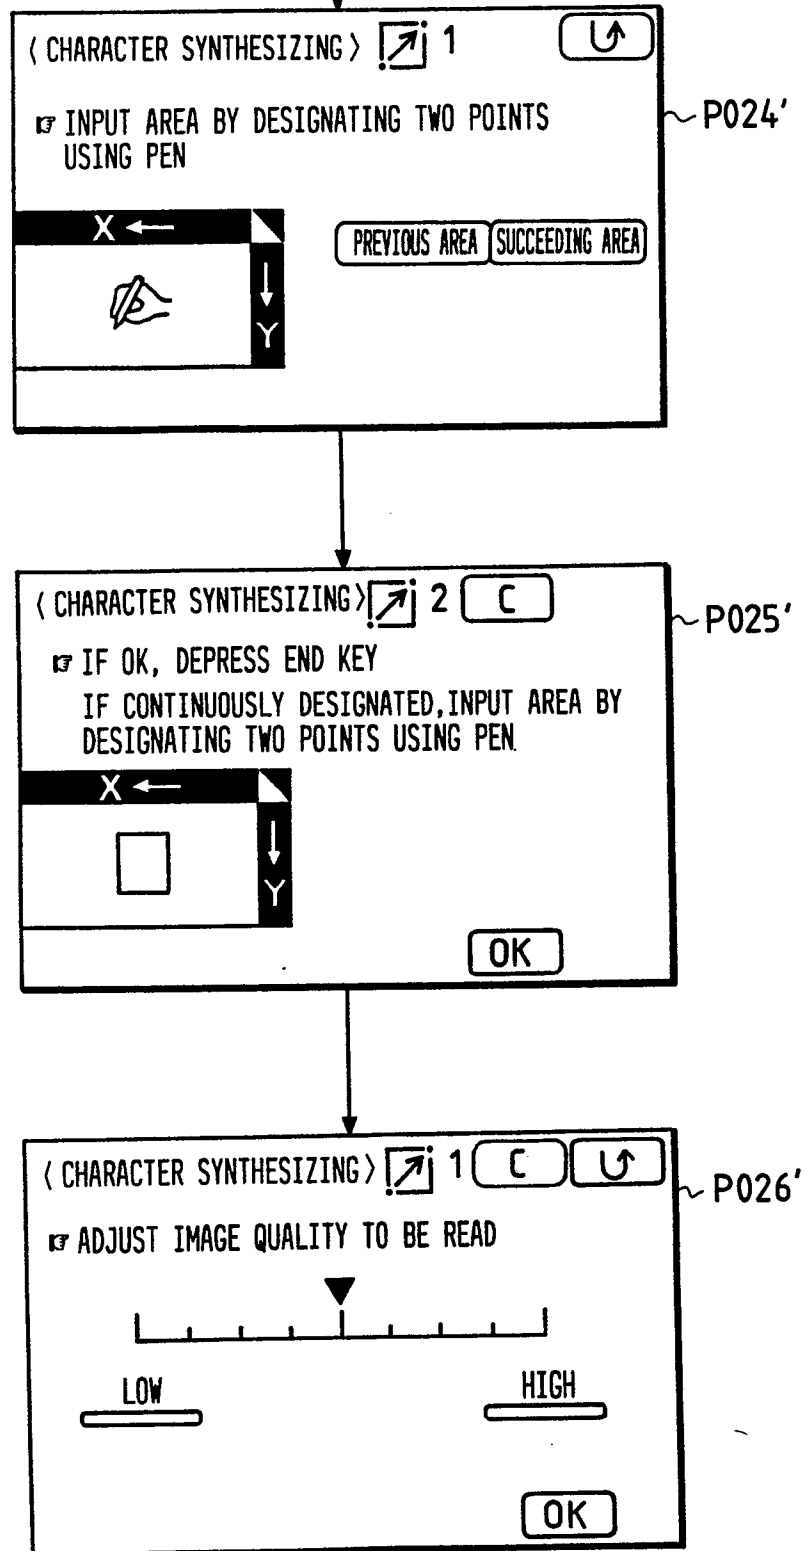 〈 CHARACTER SYNTHESIZING 〉 1
P024'
☞ INPUT AREA BY DESIGNATING TWO POINTS
USING PEN
X ←
PREVIOUS AREA SUCCEEDING AREA
↓
Y
〈 CHARACTER SYNTHESIZING 〉 2 C
P025'
☞ IF OK, DEPRESS END KEY
IF CONTINUOUSLY DESIGNATED, INPUT AREA BY
DESIGNATING TWO POINTS USING PEN.
X ←
↓
Y
OK
〈 CHARACTER SYNTHESIZING 〉 1 C
P026'
☞ ADJUST IMAGE QUALITY TO BE READ
LOW HIGH
OK